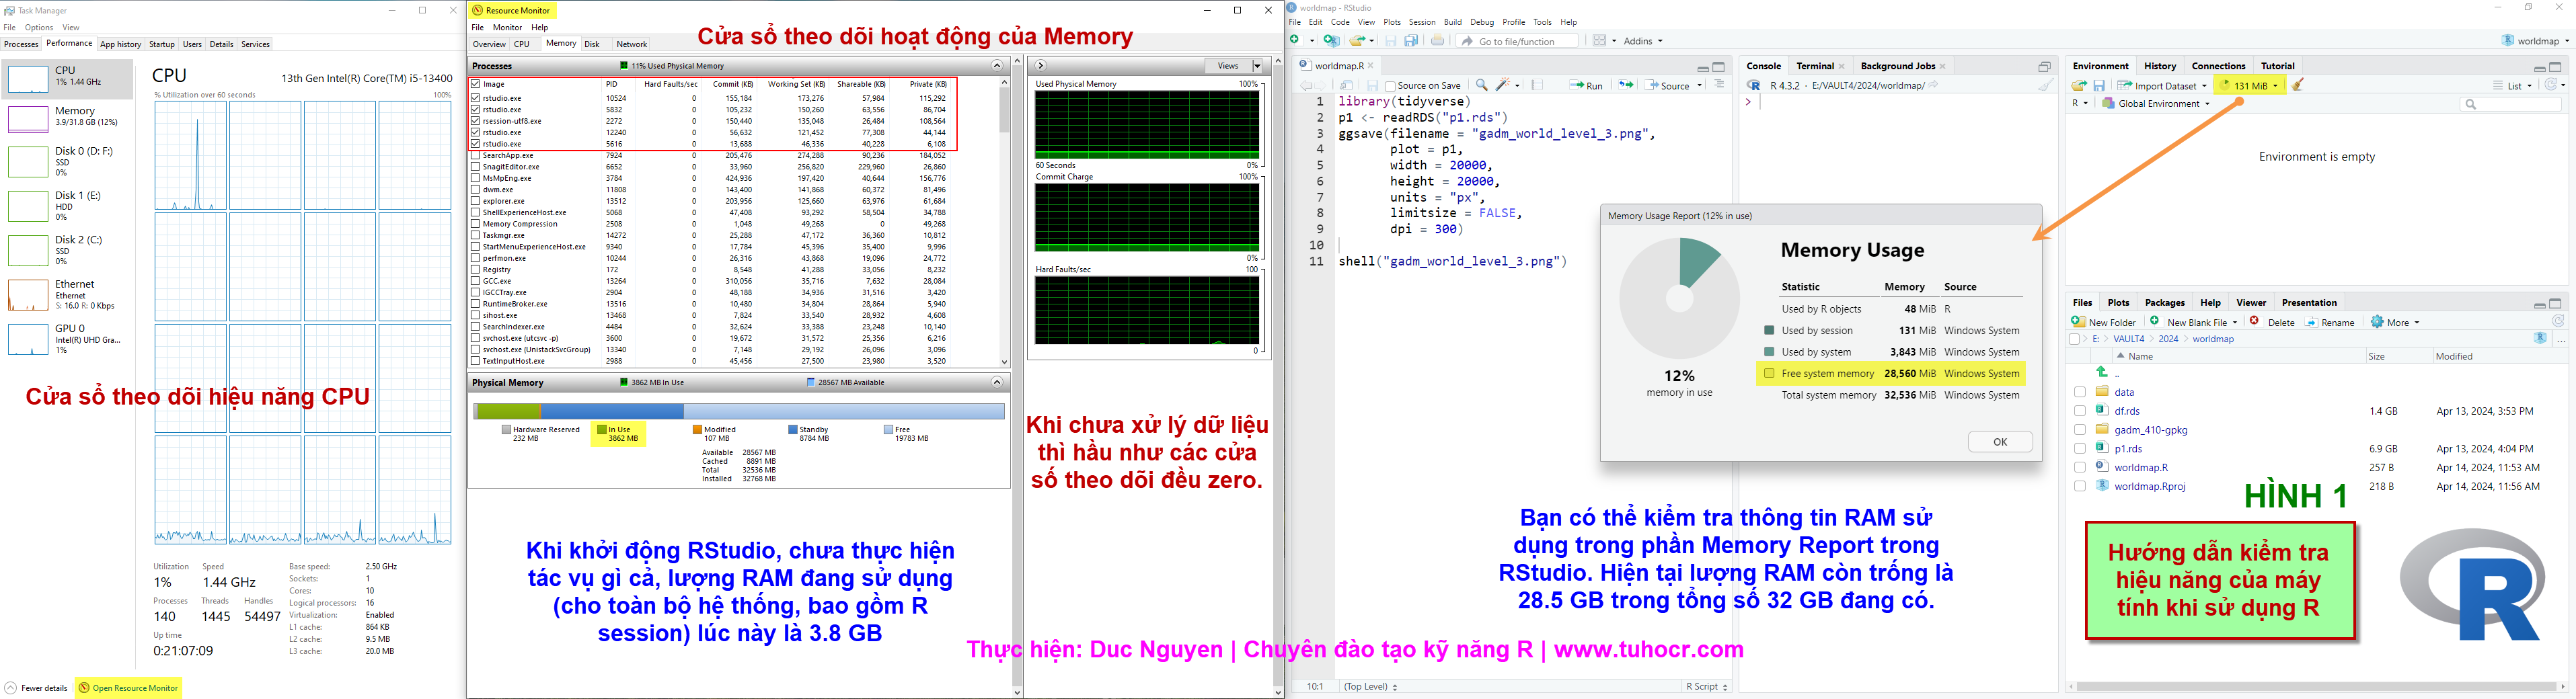 Task Manager
File Options View
Processes Performance App history Startup Users Details Services
CPU
1% 1.44 GHz
Memory
3.9/31.8 GB (12%)
Disk 0 (D: F:)
SSD
0%
Disk 1 (E:)
HDD
0%
Disk 2 (C:)
SSD
0%
Ethernet
Ethernet
S: 16.0 R: 0 Kbps
GPU 0
Intel(R) UHD Gra...
1%
CPU 13th Gen Intel(R) Core(TM) i5-13400
% Utilization over 60 seconds 100%
Cửa sổ theo dõi hiệu năng CPU
Utilization Speed
1% 1.44 GHz
Processes Threads Handles
140 1445 54497
Up time
0:21:07:09
Base speed: 2.50 GHz
Sockets: 1
Cores: 10
Logical processors: 16
Virtualization: Enabled
L1 cache: 864 KB
L2 cache: 9.5 MB
L3 cache: 20.0 MB
Fewer details Open Resource Monitor
Resource Monitor
File Monitor Help
Overview CPU Memory Disk Network
Cửa sổ theo dõi hoạt động của Memory
Processes 11% Used Physical Memory
Image PID Hard Faults/sec Commit (KB) Working Set (KB) Shareable (KB) Private (KB)
rstudio.exe 10524 0 155,184 173,276 57,984 115,292
rstudio.exe 5832 0 105,232 150,260 63,556 86,704
rsession-utf8.exe 2272 0 150,440 135,048 26,484 108,564
rstudio.exe 12240 0 56,632 121,452 77,308 44,144
rstudio.exe 5616 0 13,688 46,336 40,228 6,108
SearchApp.exe 7924 0 205,476 274,288 90,236 184,052
SnagitEditor.exe 6652 0 33,960 256,820 229,960 26,860
MsMpEng.exe 3784 0 424,936 197,420 40,644 156,776
dwm.exe 11808 0 143,400 141,868 60,372 81,496
explorer.exe 13512 0 203,956 125,660 63,976 61,684
ShellExperienceHost.exe 5068 0 47,408 93,292 58,504 34,788
Memory Compression 2508 0 1,048 49,268 0 49,268
Taskmgr.exe 14272 0 25,288 47,172 36,360 10,812
StartMenuExperienceHost.exe 9340 0 17,784 45,396 35,400 9,996
perfmon.exe 10244 0 26,316 43,868 19,096 24,772
Registry 172 0 8,548 41,288 33,056 8,232
GCC.exe 13264 0 310,056 35,716 7,632 28,084
IGCCTray.exe 2904 0 48,188 34,936 31,516 3,420
RuntimeBroker.exe 13516 0 10,480 34,804 28,864 5,940
sihost.exe 13468 0 7,824 33,540 28,932 4,608
SearchIndexer.exe 4484 0 32,624 33,388 23,248 10,140
svchost.exe (utcsvc -p) 3600 0 19,672 31,572 25,356 6,216
svchost.exe (UnistackSvcGroup) 13340 0 7,148 29,192 26,096 3,096
TextInputHost.exe 2988 0 45,456 27,500 23,980 3,520
Physical Memory 3862 MB In Use 28567 MB Available
Hardware Reserved
232 MB
In Use
3862 MB
Modified
107 MB
Standby
8784 MB
Free
19783 MB
Available 28567 MB
Cached 8891 MB
Total 32536 MB
Installed 32768 MB
Khi khởi động RStudio, chưa thực hiện
tác vụ gì cả, lượng RAM đang sử dụng
(cho toàn bộ hệ thống, bao gồm R
session) lúc này là 3.8 GB
Views
Used Physical Memory 100%
60 Seconds 0%
Commit Charge 100%
0%
Hard Faults/sec 100
0
Khi chưa xử lý dữ liệu
thì hầu như các cửa
số theo dõi đều zero.
worldmap - RStudio
File Edit Code View Plots Session Build Debug Profile Tools Help
Go to file/function Addins worldmap
worldmap.R
Source on Save Run Source
1 library(tidyverse)
2 p1 <- readRDS("p1.rds")
3 ggsave(filename = "gadm_world_level_3.png",
4 plot = p1,
5 width = 20000,
6 height = 20000,
7 units = "px",
8 limitsize = FALSE,
9 dpi = 300)
10
11 shell("gadm_world_level_3.png")
10:1 (Top Level) R Script
Console Terminal Background Jobs
R 4.3.2 · E:/VAULT4/2024/worldmap/
>
Memory Usage Report (12% in use)
Memory Usage
Statistic Memory Source
Used by R objects 48 MiB R
Used by session 131 MiB Windows System
Used by system 3,843 MiB Windows System
Free system memory 28,560 MiB Windows System
Total system memory 32,536 MiB Windows System
12%
memory in use
OK
Bạn có thể kiểm tra thông tin RAM sử
dụng trong phần Memory Report trong
RStudio. Hiện tại lượng RAM còn trống là
28.5 GB trong tổng số 32 GB đang có.
Thực hiện: Duc Nguyen | Chuyên đào tạo kỹ năng R | www.tuhocr.com
Environment History Connections Tutorial
Import Dataset 131 MiB List
R Global Environment
Environment is empty
Files Plots Packages Help Viewer Presentation
New Folder New Blank File Delete Rename More
E: VAULT4 2024 worldmap ...
Name Size Modified
..
data
df.rds 1.4 GB Apr 13, 2024, 3:53 PM
gadm_410-gpkg
p1.rds 6.9 GB Apr 13, 2024, 4:04 PM
worldmap.R 257 B Apr 14, 2024, 11:53 AM
worldmap.Rproj 218 B Apr 14, 2024, 11:56 AM
HÌNH 1
Hướng dẫn kiểm tra
hiệu năng của máy
tính khi sử dụng R
R